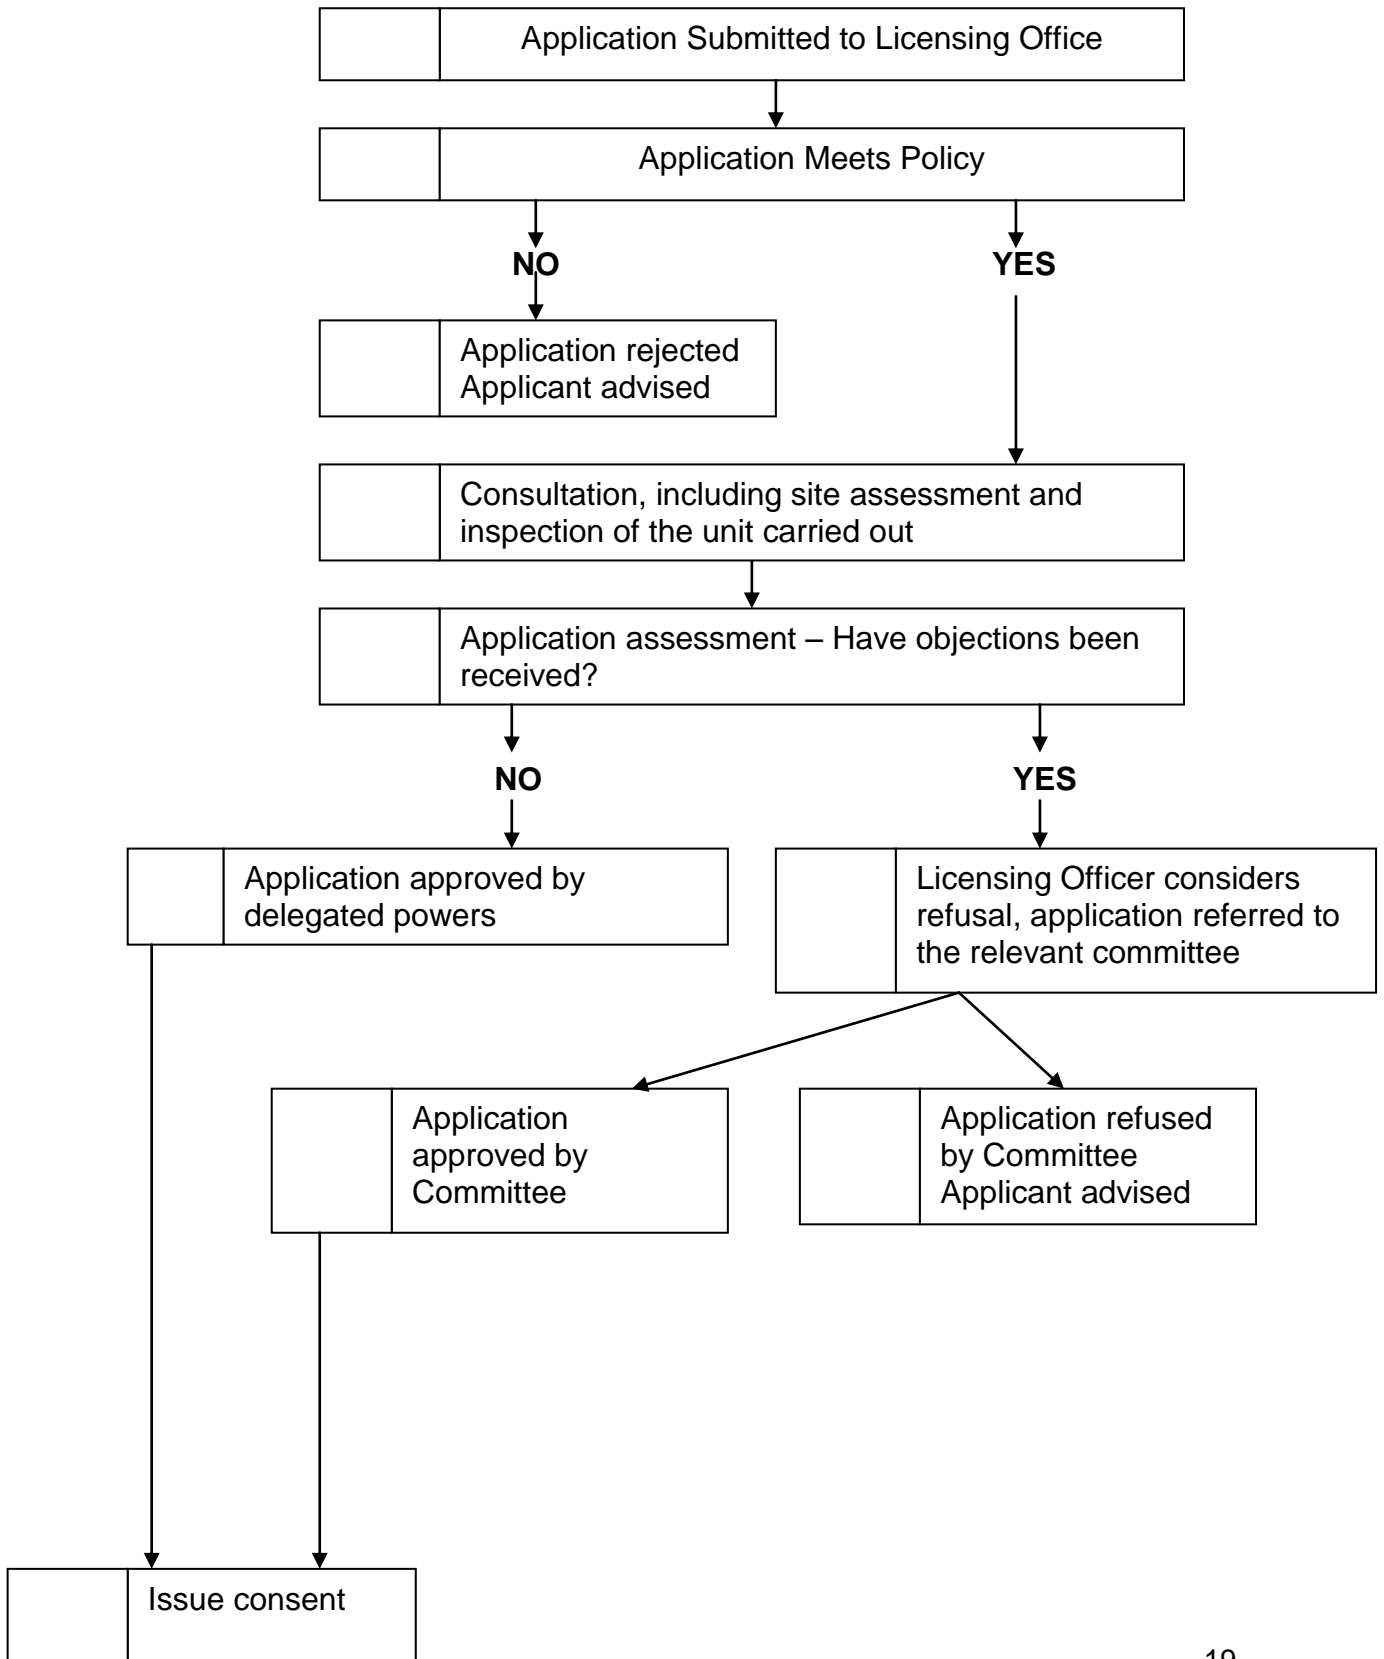 Application Submitted to Licensing Office
Application Meets Policy
NO
YES
Application rejected
Applicant advised
Consultation, including site assessment and
inspection of the unit carried out
Application assessment – Have objections been
received?
NO
YES
Application approved by
delegated powers
Licensing Officer considers
refusal, application referred to
the relevant committee
Application
approved by
Committee
Application refused
by Committee
Applicant advised
Issue consent
19